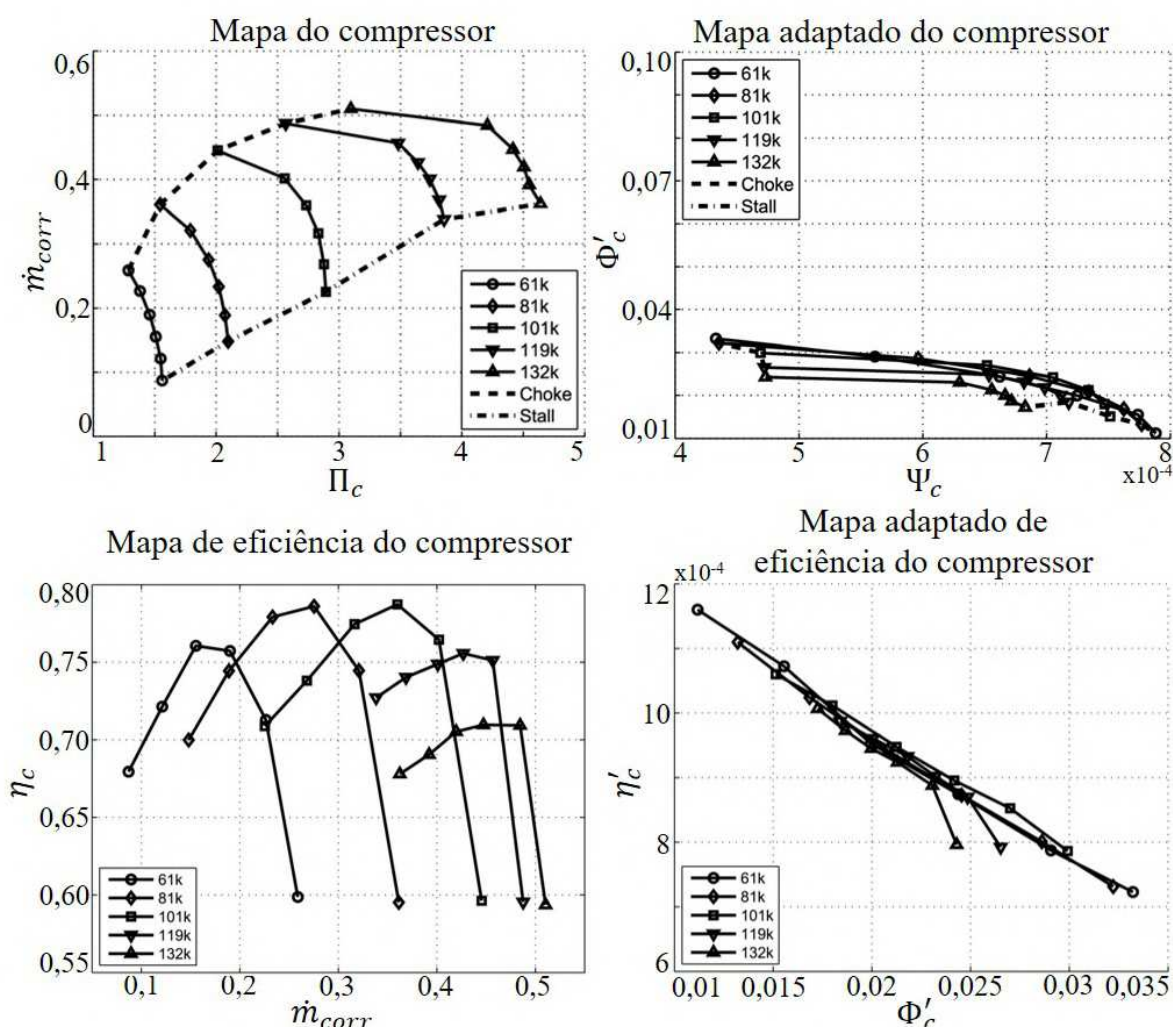 Mapa do compressor
0,6
0,4
0,2
0
1
2
3
4
5
ṁcorr
Πc
61k
81k
101k
119k
132k
Choke
Stall
Mapa adaptado do compressor
0,10
0,07
0,04
0,01
4
5
6
7
8
x10-4
Φ'c
Ψc
61k
81k
101k
119k
132k
Choke
Stall
Mapa de eficiência do compressor
0,80
0,75
0,70
0,65
0,60
0,55
0,1
0,2
0,3
0,4
0,5
ηc
ṁcorr
61k
81k
101k
119k
132k
Mapa adaptado de
eficiência do compressor
x10-4
12
10
8
6
0,01
0,015
0,02
0,025
0,03
0,035
η'c
Φ'c
61k
81k
101k
119k
132k